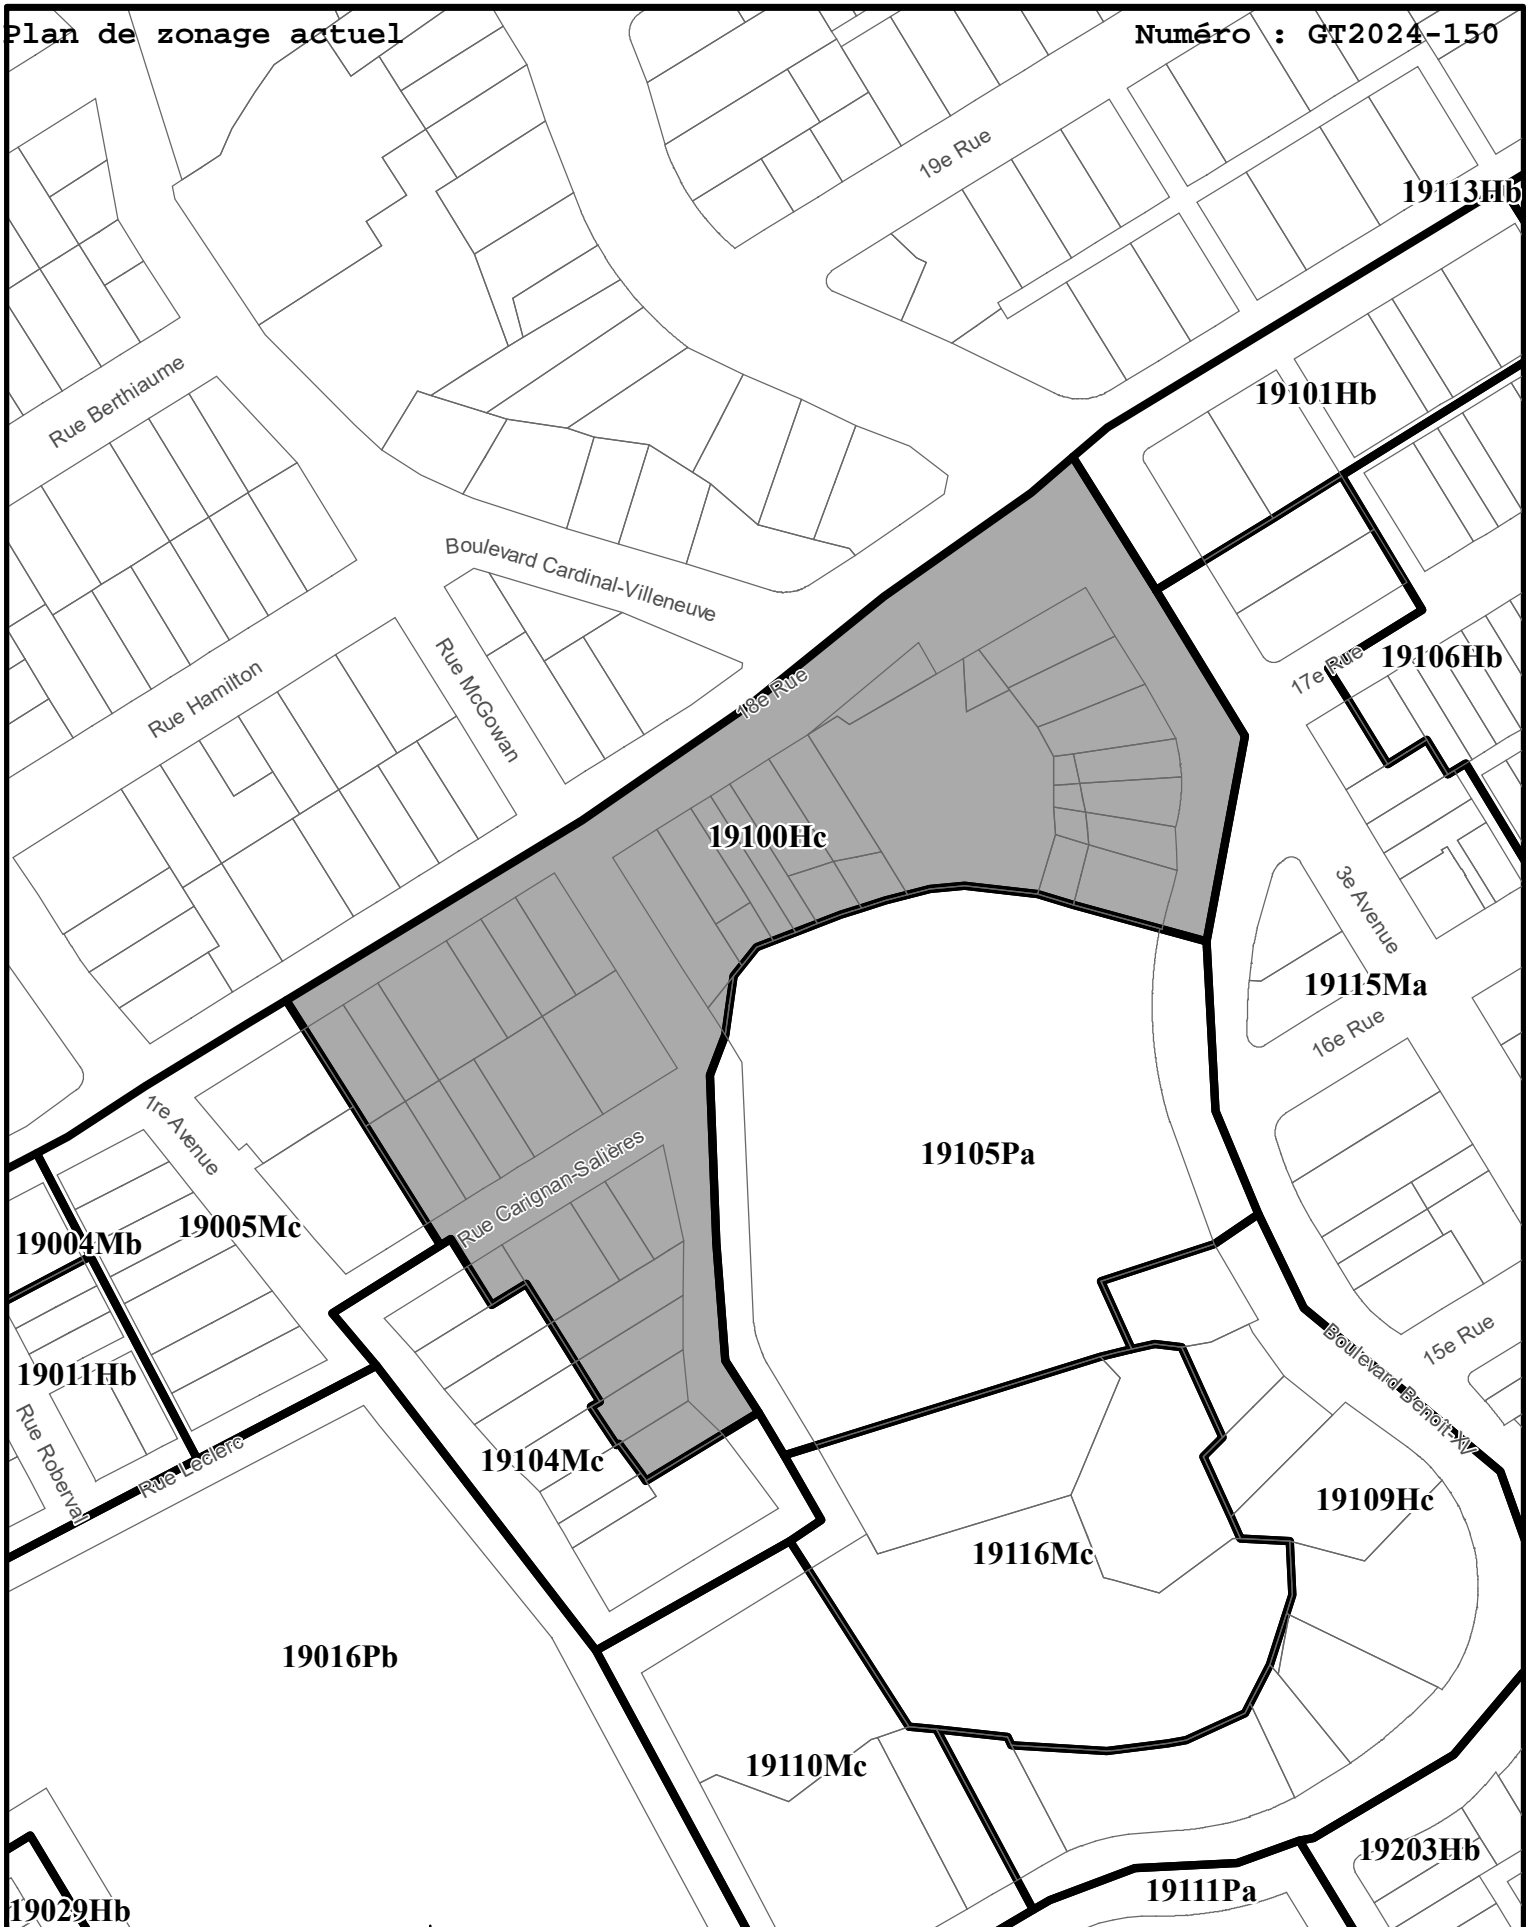 Plan de zonage actuel
Numéro : GT2024-150
19e Rue
19113Hb
Rue Berthiaume
19101Hb
Boulevard Cardinal-Villeneuve
Rue McGowan
Rue Hamilton
18e Rue
17e Rue
19106Hb
19100Hc
3e Avenue
19115Ma
16e Rue
1re Avenue
Rue Carignan-Salières
19105Pa
19004Mb
19005Mc
19011Hb
Boulevard Benoît-XV
15e Rue
Rue Roberval
Rue Leclerc
19104Mc
19109Hc
19116Mc
19016Pb
19110Mc
19203Hb
19111Pa
19029Hb